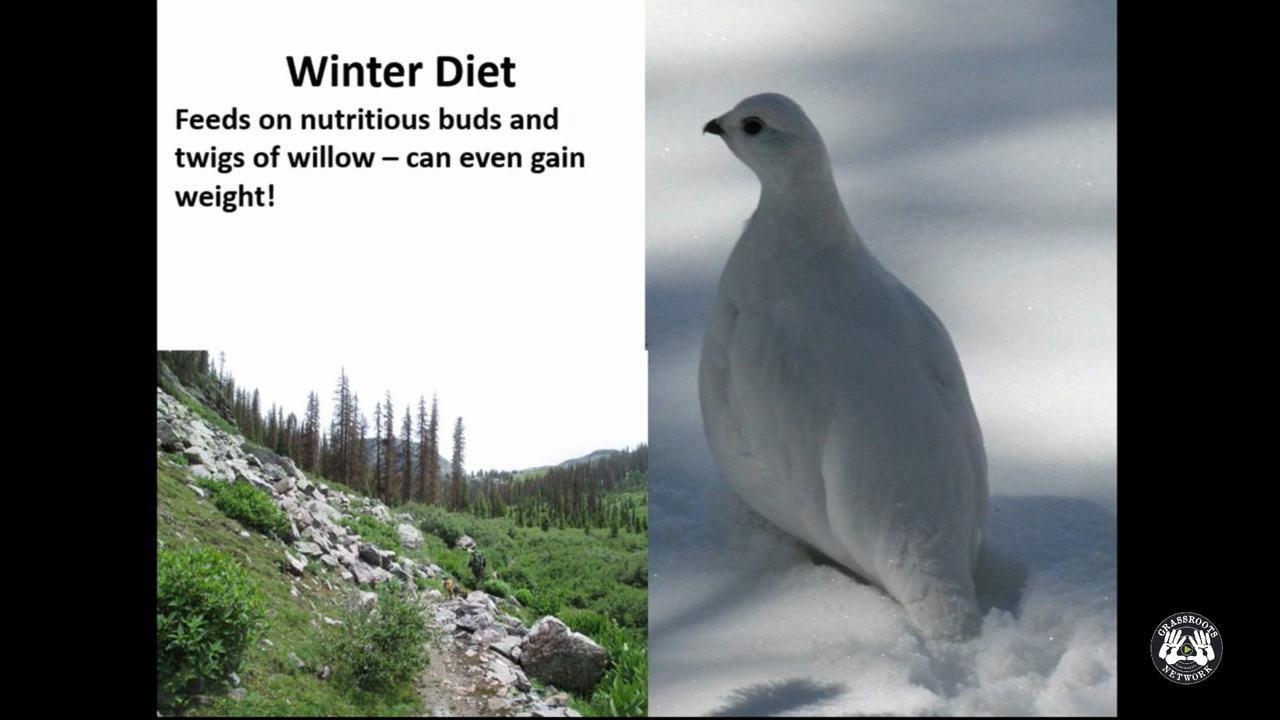 Winter Diet
Feeds on nutritious buds and
twigs of willow – can even gain
weight!
GRASSROOTS
NETWORK